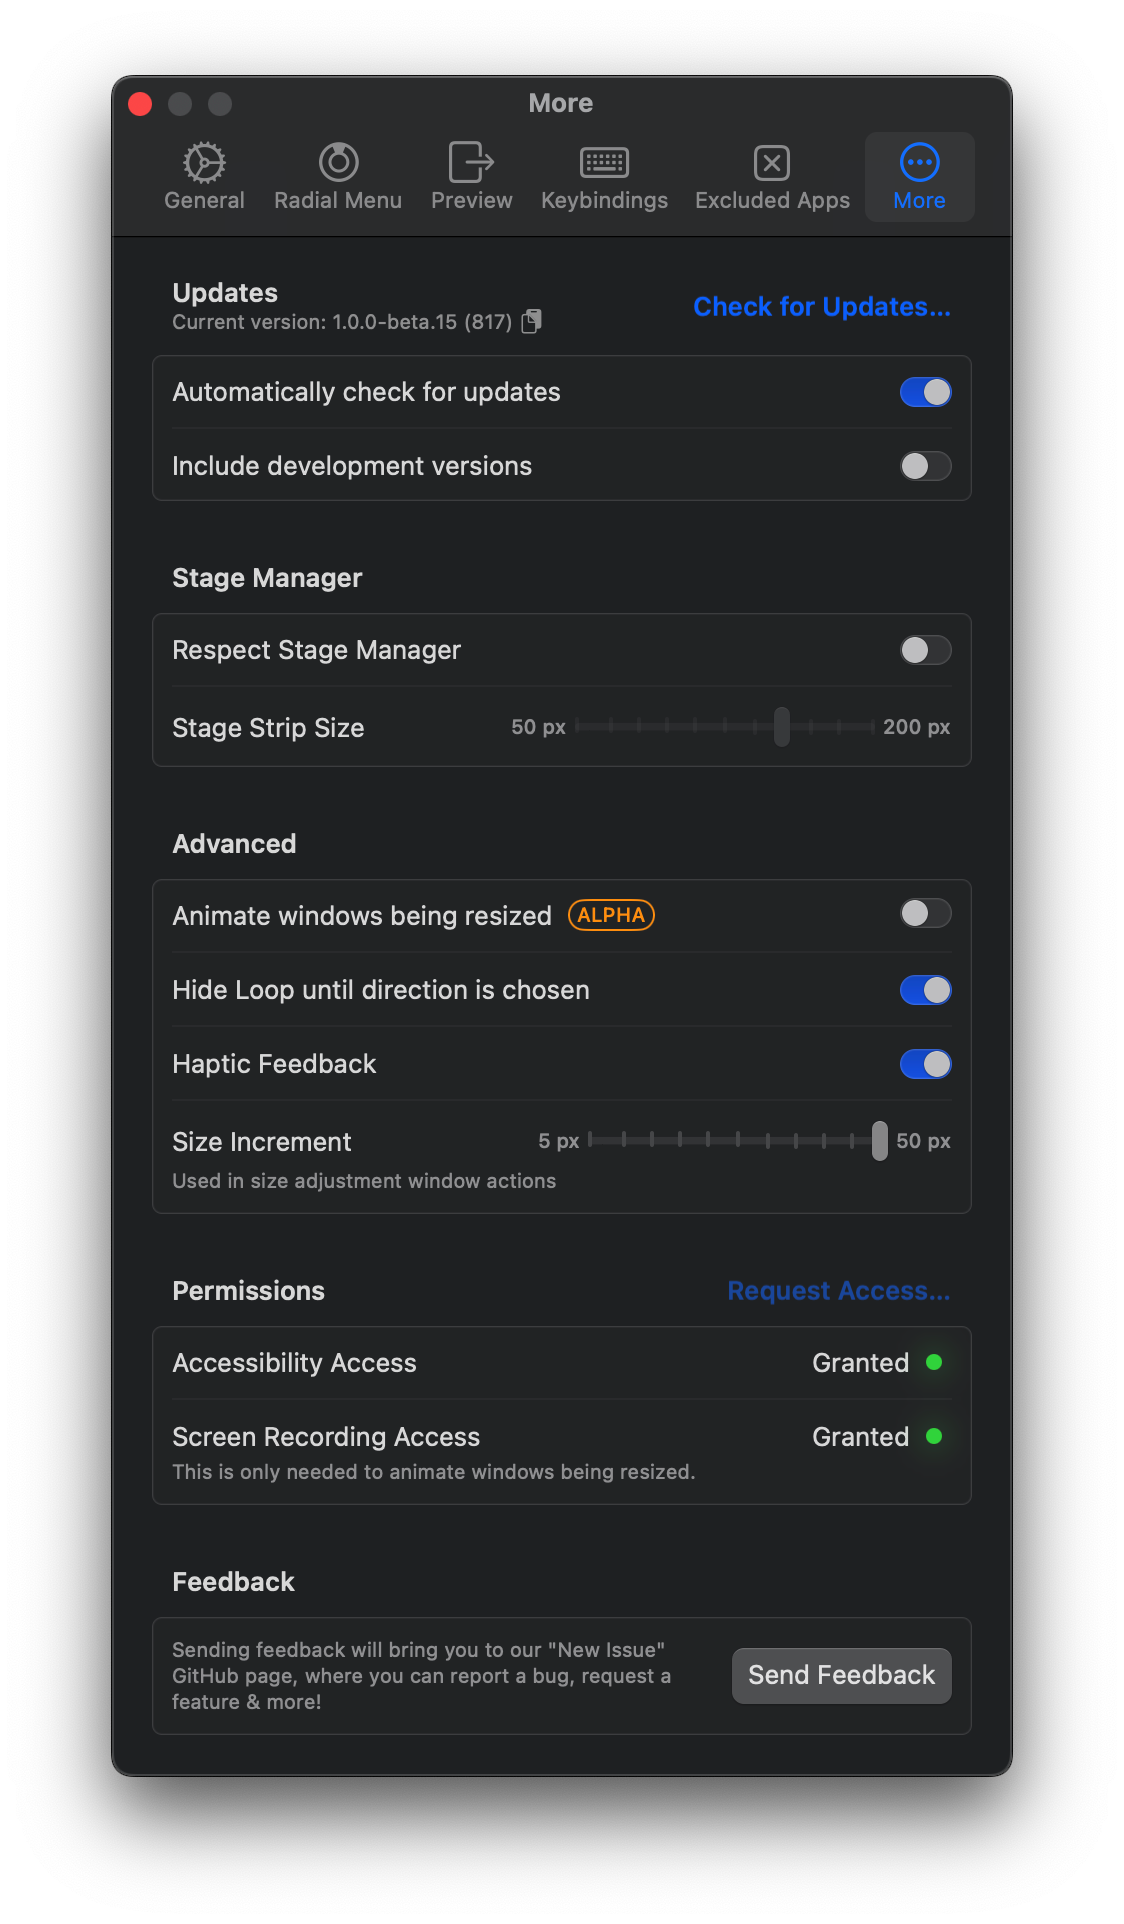 More
General
Radial Menu
Preview
Keybindings
Excluded Apps
More
Updates
Check for Updates...
Current version: 1.0.0-beta.15 (817)
Automatically check for updates
Include development versions
Stage Manager
Respect Stage Manager
Stage Strip Size 50 px 200 px
Advanced
Animate windows being resized ALPHA
Hide Loop until direction is chosen
Haptic Feedback
Size Increment 5 px 50 px
Used in size adjustment window actions
Permissions Request Access...
Accessibility Access Granted
Screen Recording Access Granted
This is only needed to animate windows being resized.
Feedback
Sending feedback will bring you to our "New Issue"
GitHub page, where you can report a bug, request a
feature & more!
Send Feedback